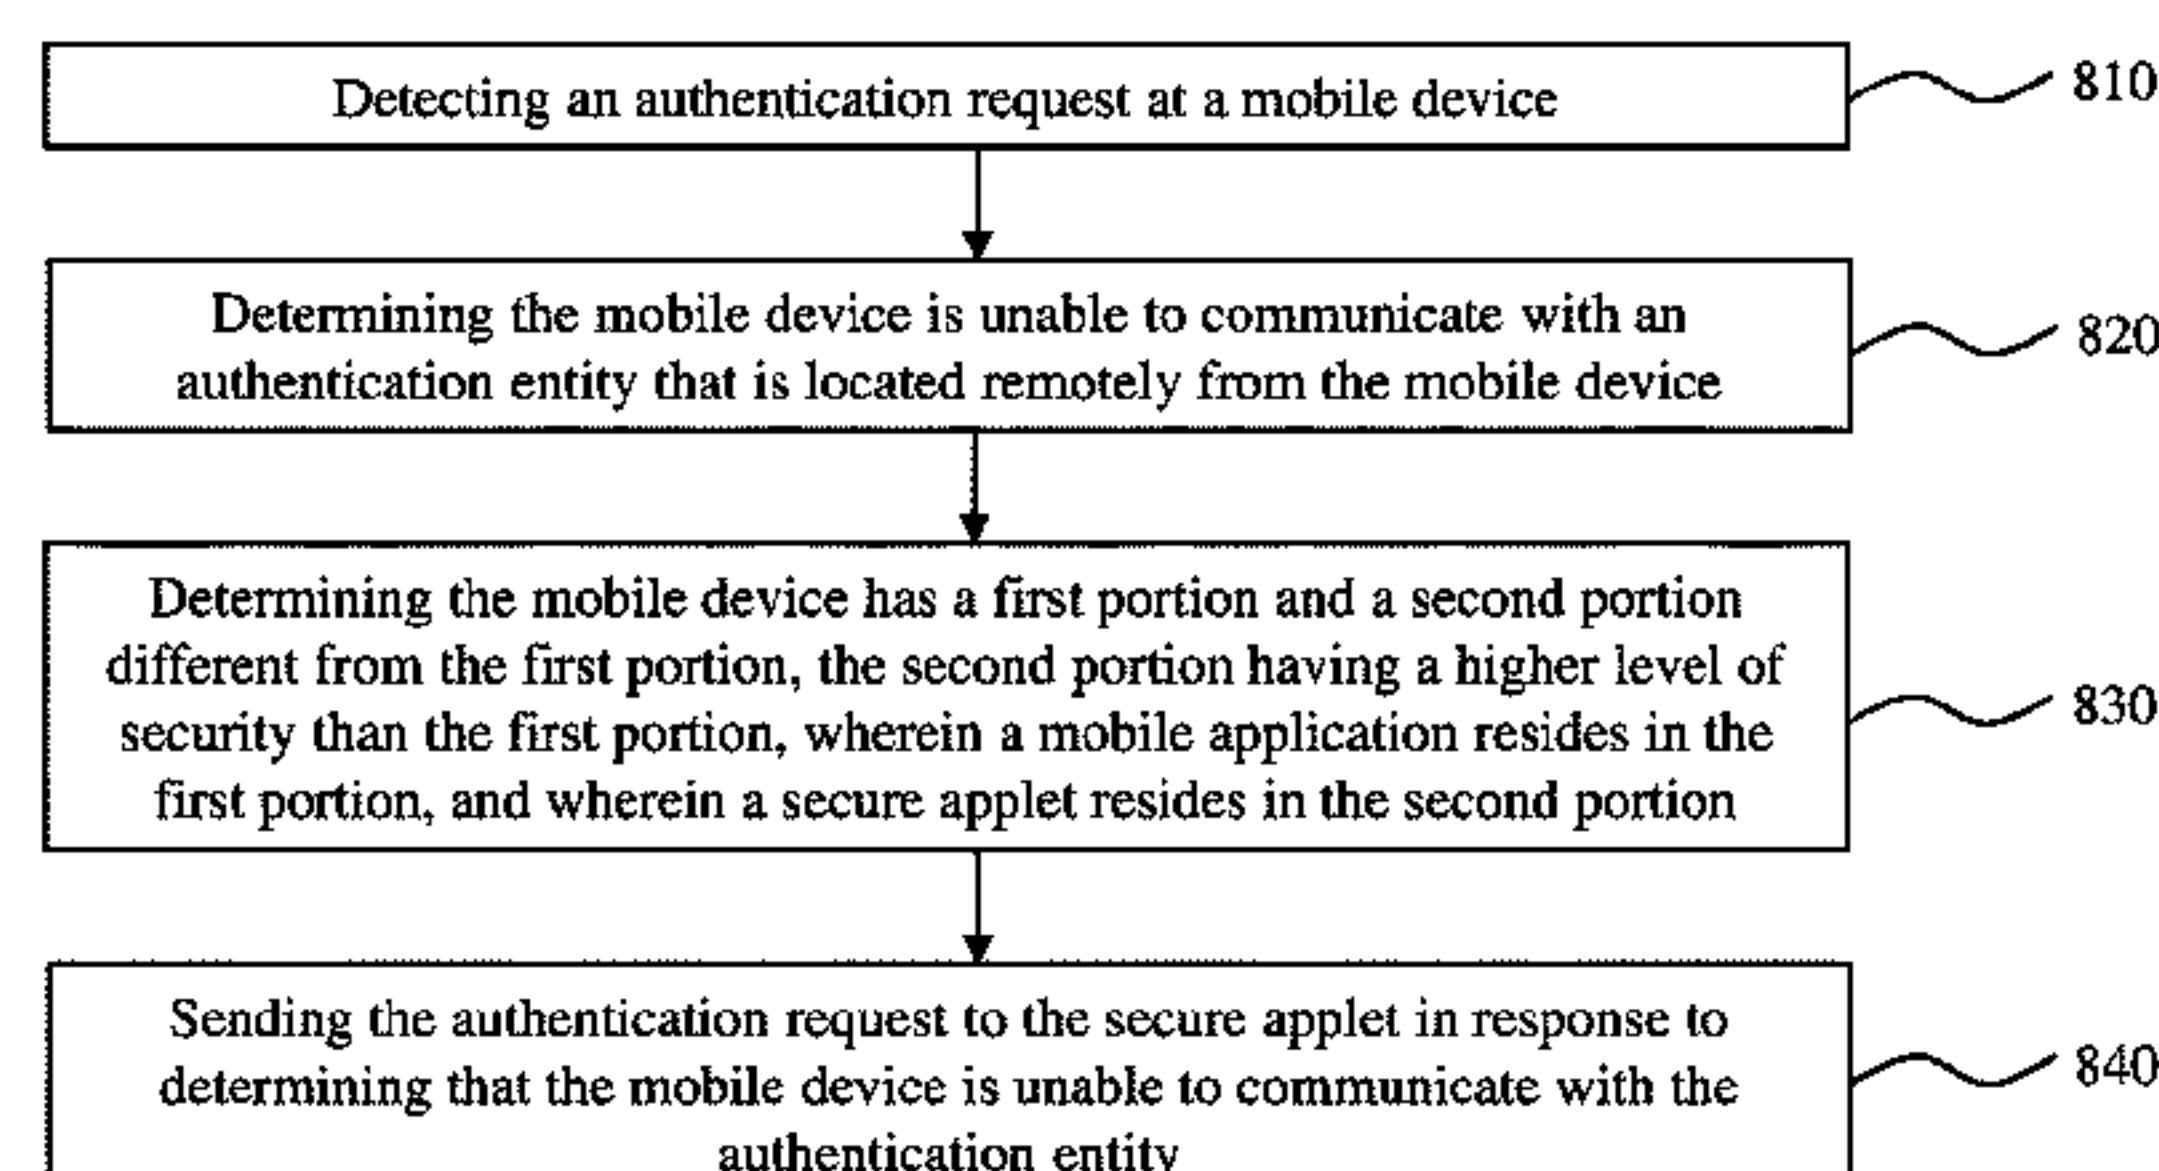 Detecting an authentication request at a mobile device
810
Determining the mobile device is unable to communicate with an
authentication entity that is located remotely from the mobile device
820
Determining the mobile device has a first portion and a second portion
different from the first portion, the second portion having a higher level of
security than the first portion, wherein a mobile application resides in the
first portion, and wherein a secure applet resides in the second portion
830
Sending the authentication request to the secure applet in response to
determining that the mobile device is unable to communicate with the
authentication entity
840